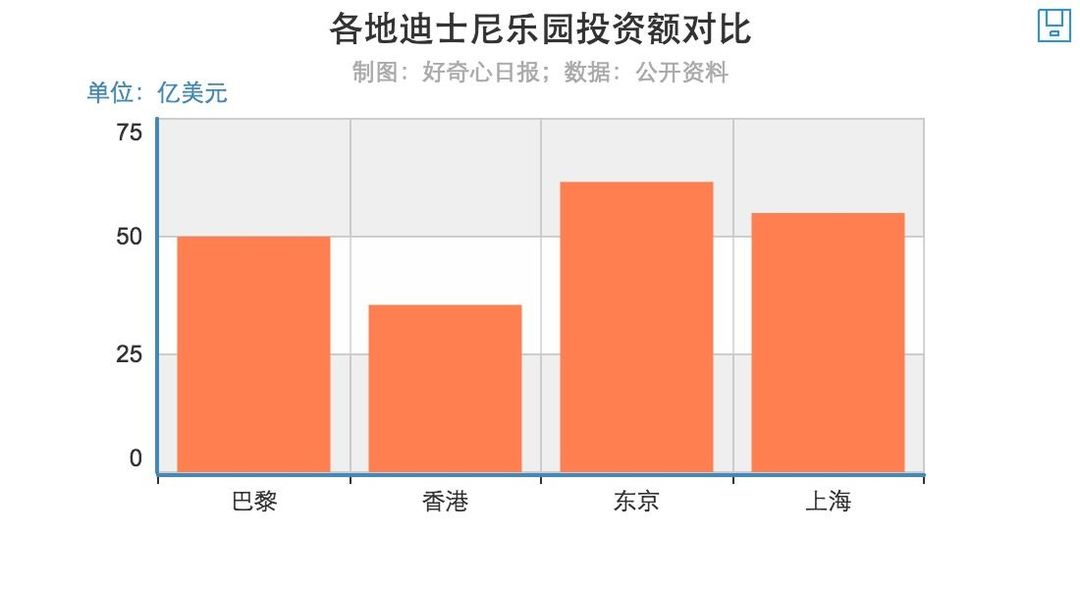 各地迪士尼乐园投资额对比
制图：好奇心日报；数据：公开资料
单位：亿美元
75
50
25
0
巴黎 香港 东京 上海